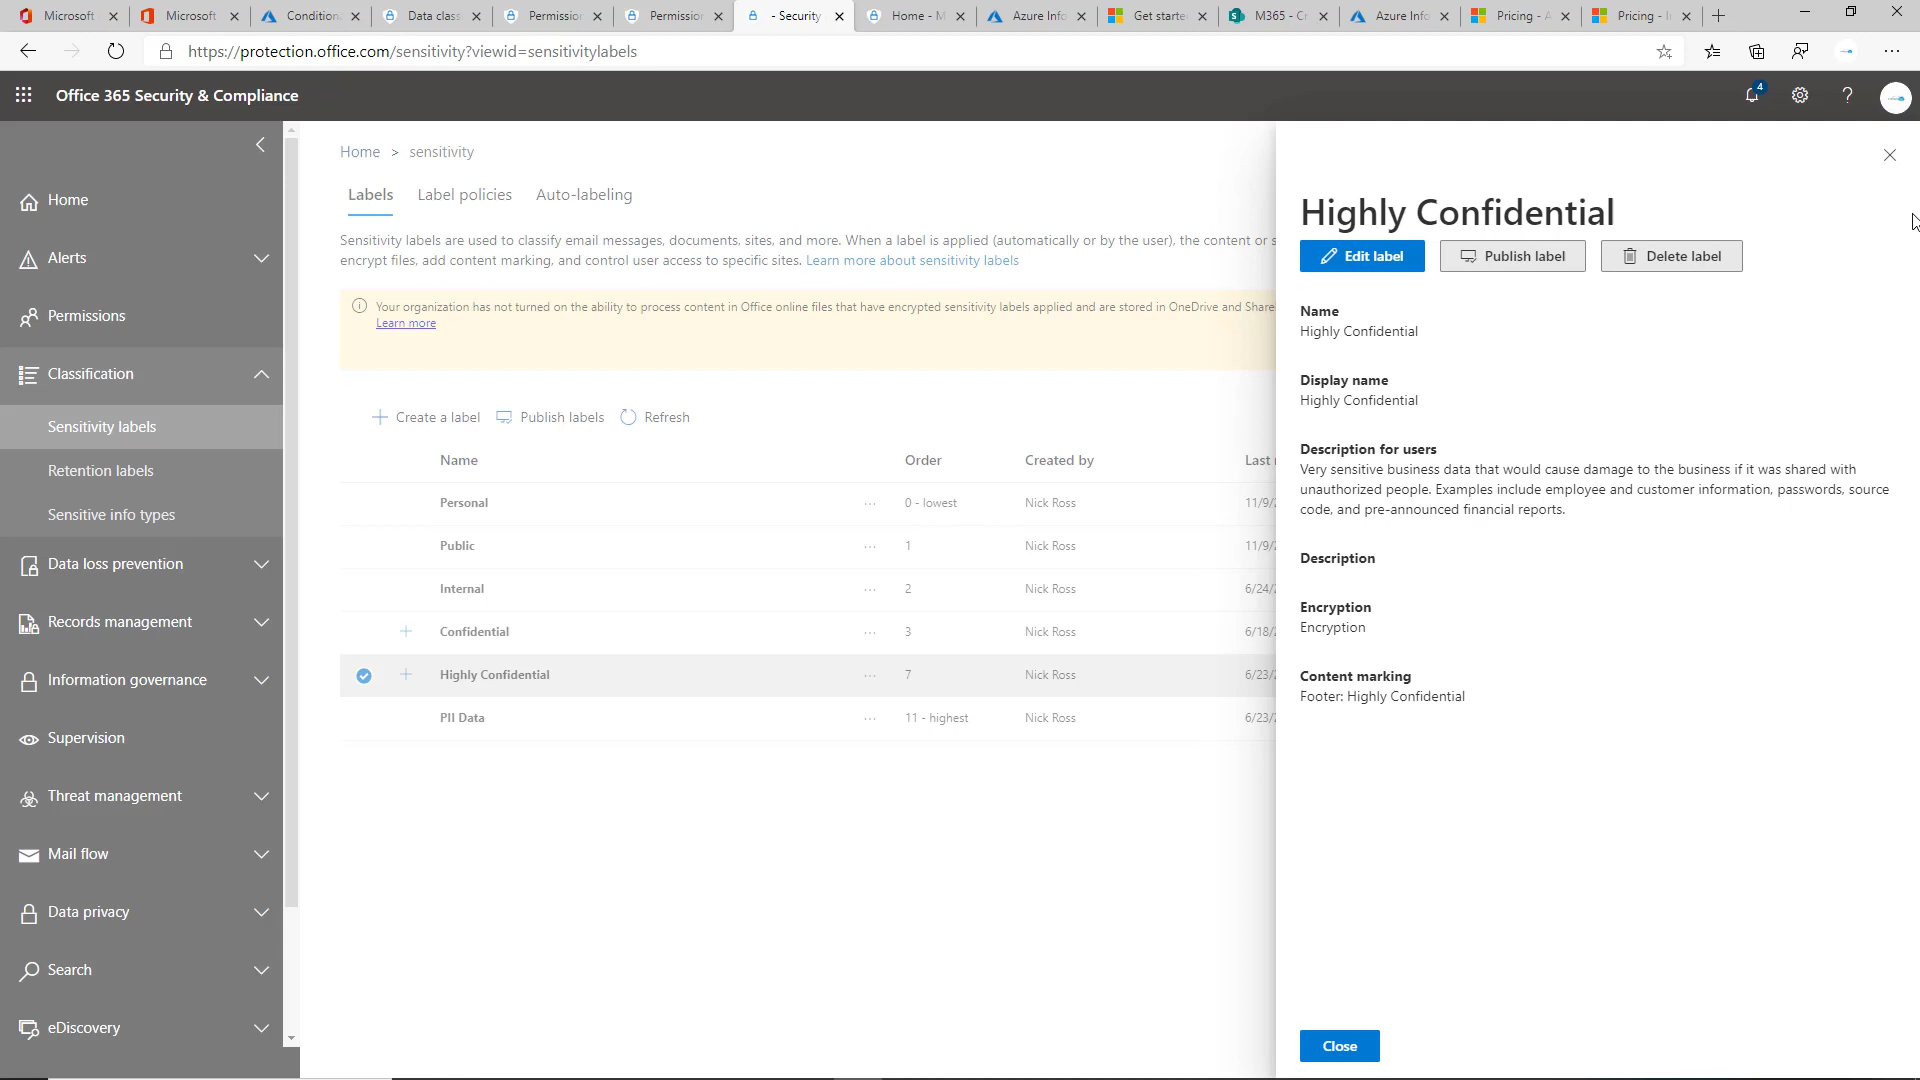 Microsoft
Microsoft
Condition
Data class
Permission
Permission
- Security
Home - M
Azure Info
Get starte
M365 - Cr
Azure Info
Pricing - A
Pricing - I
https://protection.office.com/sensitivity?viewid=sensitivitylabels
Office 365 Security & Compliance
4
Home
Alerts
Permissions
Classification
Sensitivity labels
Retention labels
Sensitive info types
Data loss prevention
Records management
Information governance
Supervision
Threat management
Mail flow
Data privacy
Search
eDiscovery
Home > sensitivity
Labels Label policies Auto-labeling
Sensitivity labels are used to classify email messages, documents, sites, and more. When a label is applied (automatically or by the user), the content or s
encrypt files, add content marking, and control user access to specific sites. Learn more about sensitivity labels
Your organization has not turned on the ability to process content in Office online files that have encrypted sensitivity labels applied and are stored in OneDrive and Share
Learn more
Create a label Publish labels Refresh
Name Order Created by Last
Personal ... 0 - lowest Nick Ross 11/9/
Public ... 1 Nick Ross 11/9/
Internal ... 2 Nick Ross 6/24/
Confidential ... 3 Nick Ross 6/18/
Highly Confidential ... 7 Nick Ross 6/23/
PII Data ... 11 - highest Nick Ross 6/23/
Highly Confidential
Edit label Publish label Delete label
Name
Highly Confidential
Display name
Highly Confidential
Description for users
Very sensitive business data that would cause damage to the business if it was shared with
unauthorized people. Examples include employee and customer information, passwords, source
code, and pre-announced financial reports.
Description
Encryption
Encryption
Content marking
Footer: Highly Confidential
Close